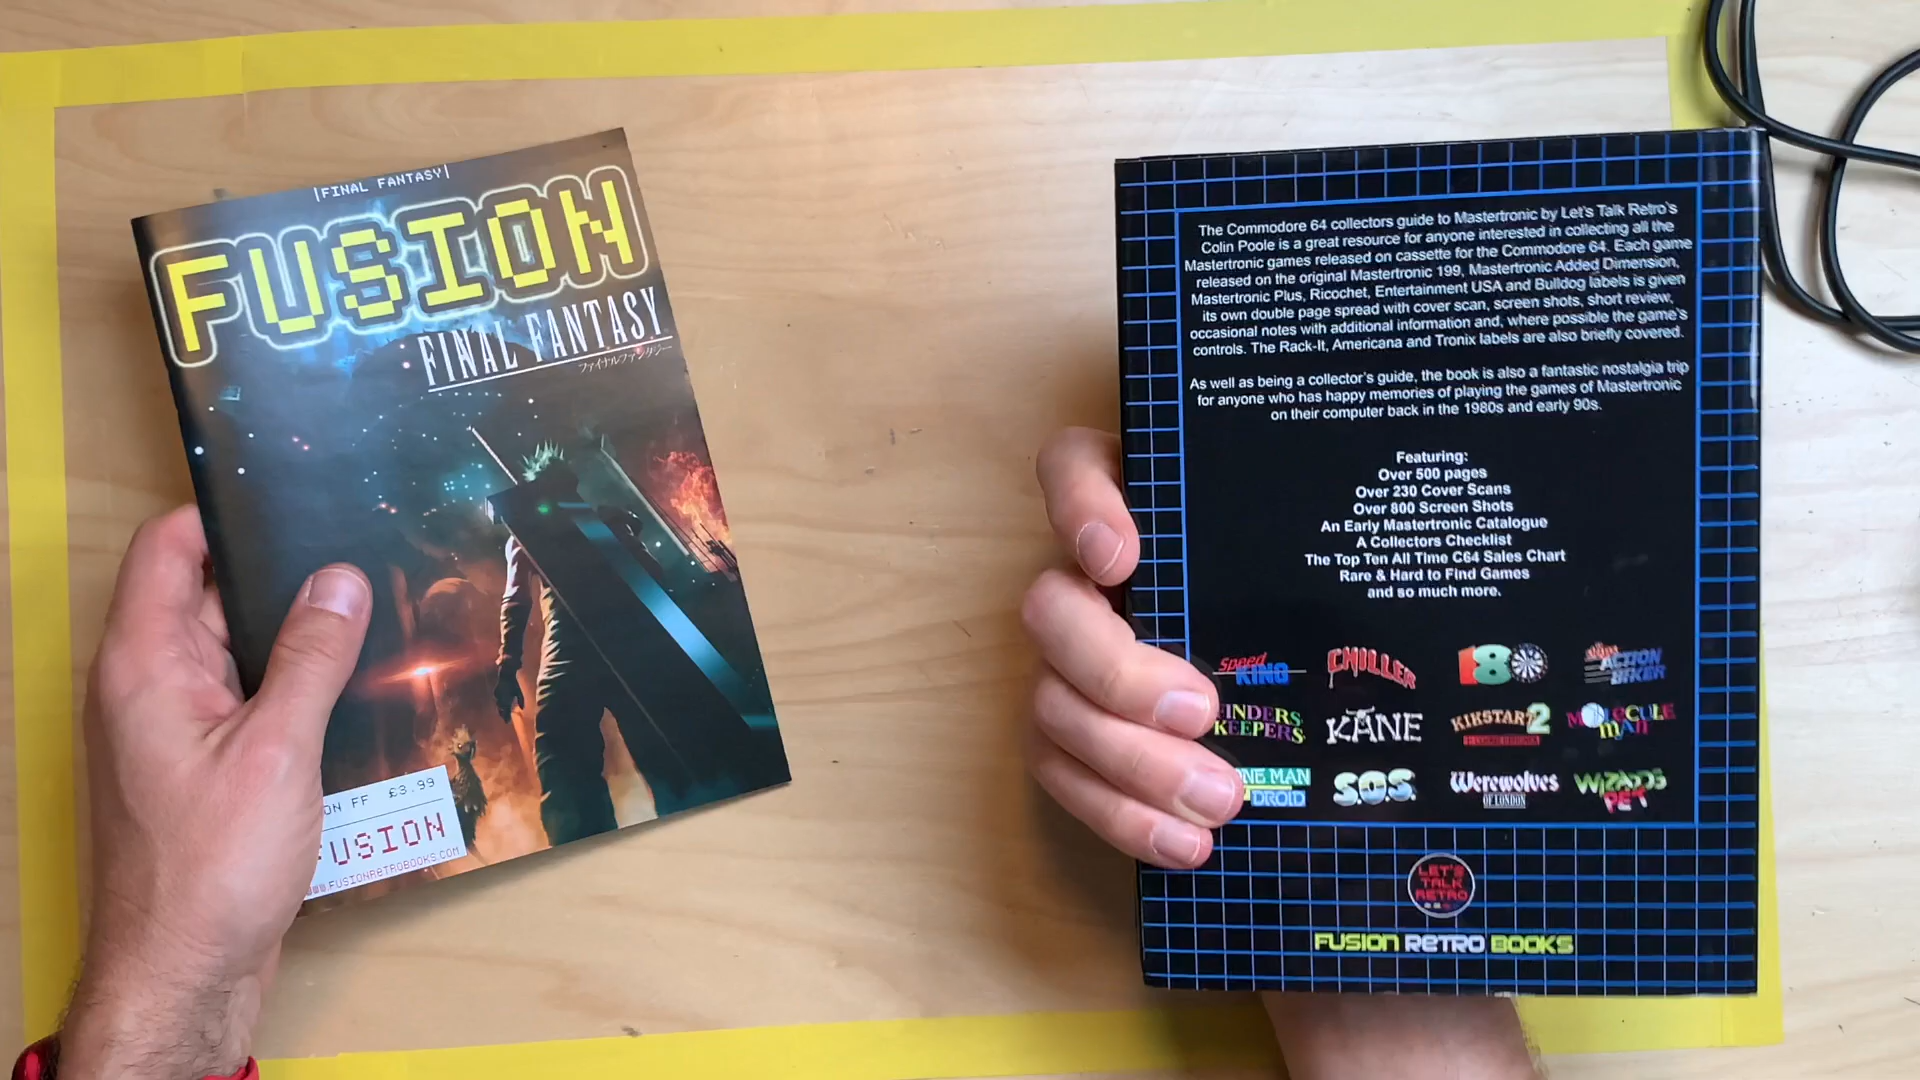 |FINAL FANTASY|
FUSION
FINAL FANTASY
ファイナルファンタジー
ON FF £3.99
FUSION
WWW.FUSIONRETROBOOKS.COM
The Commodore 64 collectors guide to Mastertronic by Let's Talk Retro's
Colin Poole is a great resource for anyone interested in collecting all the
Mastertronic games released on cassette for the Commodore 64. Each game
released on the original Mastertronic 199, Mastertronic Added Dimension,
Mastertronic Plus, Ricochet, Entertainment USA and Bulldog labels is given
its own double page spread with cover scan, screen shots, short review,
occasional notes with additional information and, where possible the game's
controls. The Rack-It, Americana and Tronix labels are also briefly covered.
As well as being a collector's guide, the book is also a fantastic nostalgia trip
for anyone who has happy memories of playing the games of Mastertronic
on their computer back in the 1980s and early 90s.
Featuring:
Over 500 pages
Over 230 Cover Scans
Over 800 Screen Shots
An Early Mastertronic Catalogue
A Collectors Checklist
The Top Ten All Time C64 Sales Chart
Rare & Hard to Find Games
and so much more.
Speed KING
CHILLER
180
ACTION BIKER
FINDERS KEEPERS
KANE
KIKSTART 2
MOLECULE MAN
ONE MAN DROID
S.O.S.
Werewolves OF LONDON
WIZARDS PET
LET'S
TALK
RETRO
FUSION RETRO BOOKS